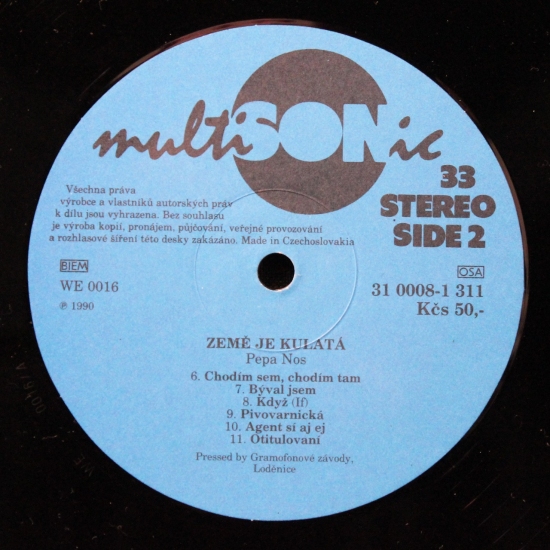 multiSONic
33
STEREO
SIDE 2
Všechna práva
výrobce a vlastníků autorských práv
k dílu jsou vyhrazena. Bez souhlasu
je výroba kopií, pronájem, půjčování, veřejné provozování
a rozhlasové šíření této desky zakázáno. Made in Czechoslovakia
BIEM
OSA
WE 0016
31 0008-1 311
℗ 1990
Kčs 50,-
ZEMĚ JE KULATÁ
Pepa Nos
6. Chodím sem, chodím tam
7. Býval jsem
8. Když (If)
9. Pivovarnická
10. Agent sí aj ej
11. Otitulovaní
Pressed by Gramofonové závody,
Loděnice